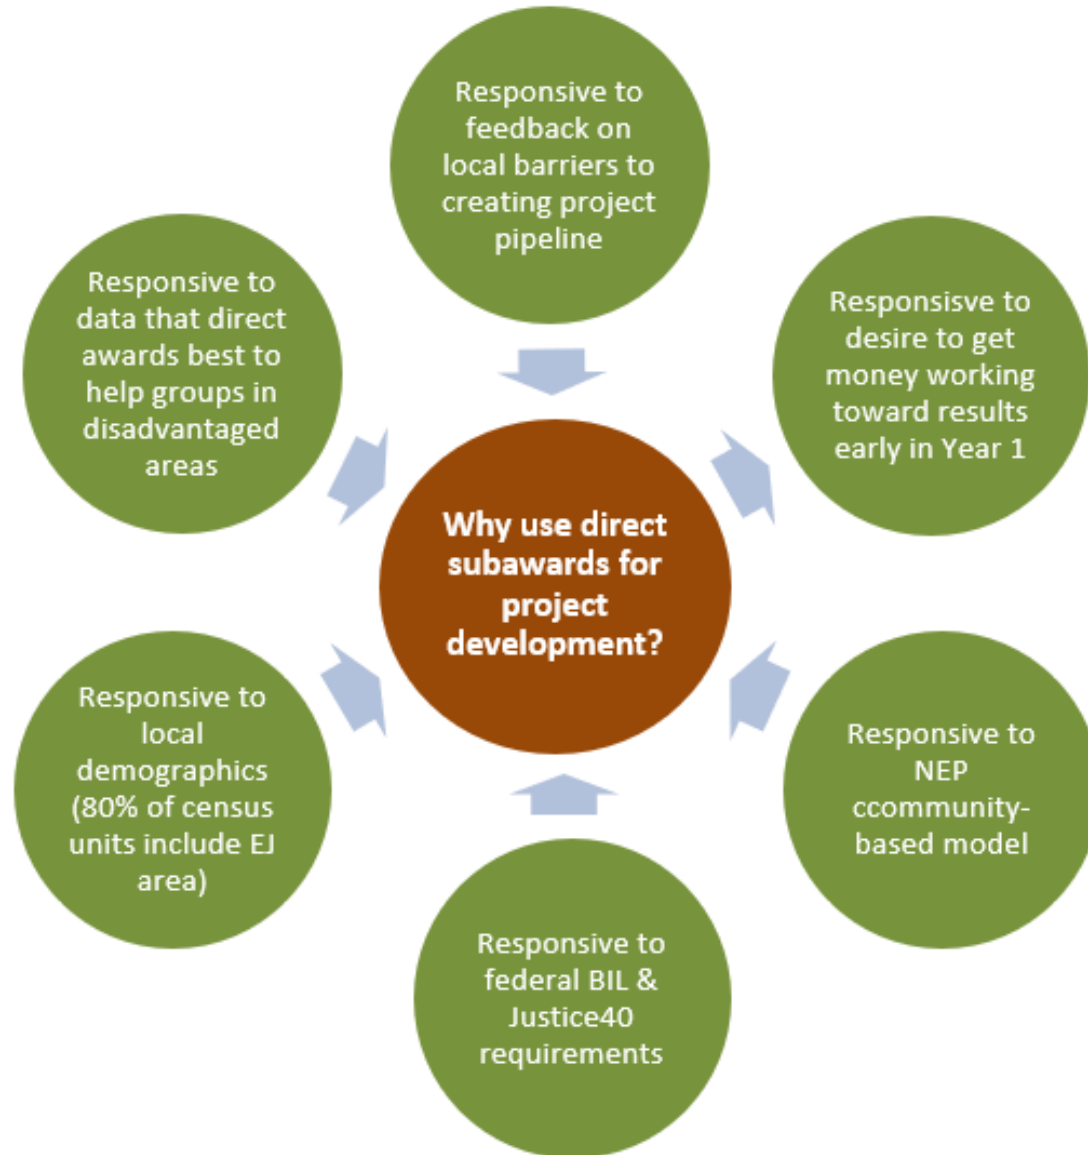 Responsive to
feedback on
local barriers to
creating project
pipeline
Responsive to
data that direct
awards best to
help groups in
disadvantaged
areas
Responsisve to
desire to get
money working
toward results
early in Year 1
Why use direct
subawards for
project
development?
Responsive to
local
demographics
(80% of census
units include EJ
area)
Responsive to
NEP
ccommunity-
based model
Responsive to
federal BIL &
Justice40
requirements